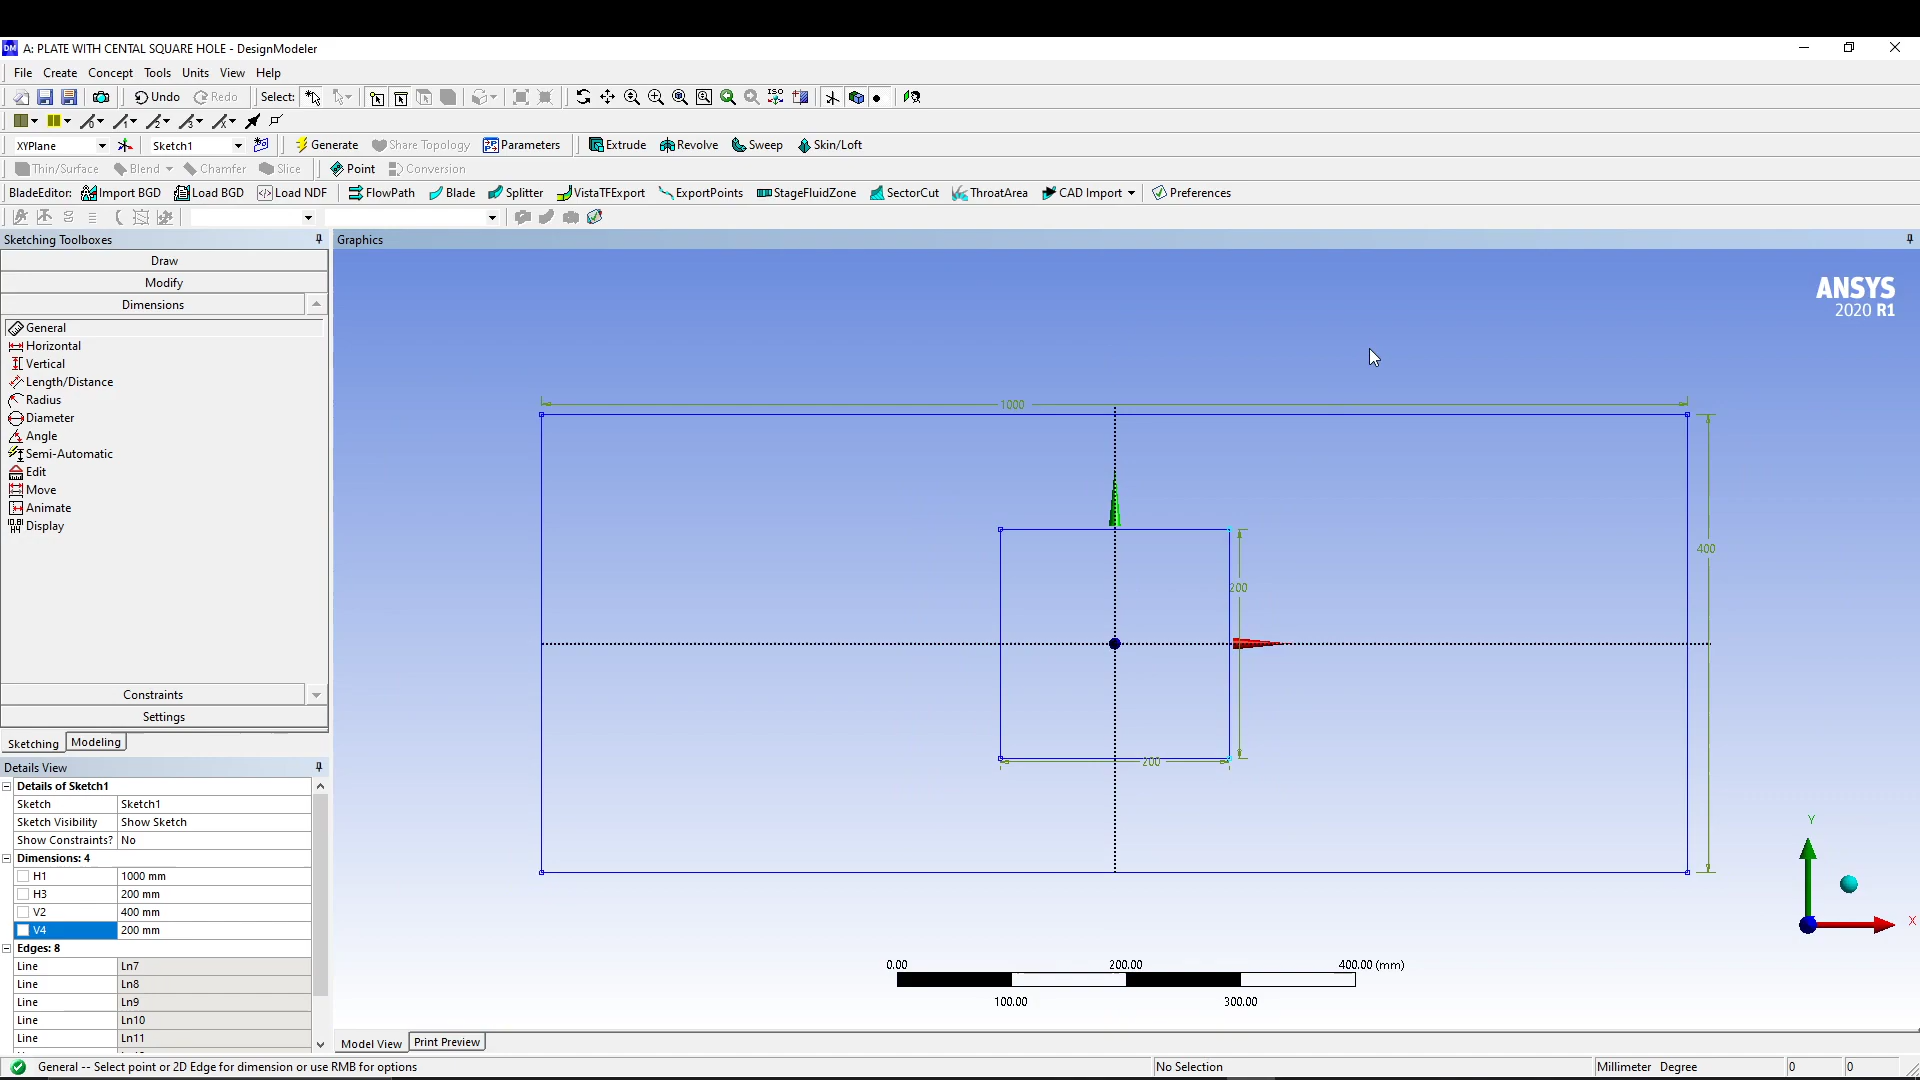 A: PLATE WITH CENTAL SQUARE HOLE - DesignModeler
File Create Concept Tools Units View Help
Undo Redo Select: ISO
XYPlane Sketch1 Generate Share Topology Parameters Extrude Revolve Sweep Skin/Loft
Thin/Surface Blend Chamfer Slice Point Conversion
BladeEditor: Import BGD Load BGD Load NDF FlowPath Blade Splitter VistaTFExport ExportPoints StageFluidZone SectorCut ThroatArea CAD Import Preferences
Sketching Toolboxes
Draw
Modify
Dimensions
General
Horizontal
Vertical
Length/Distance
Radius
Diameter
Angle
Semi-Automatic
Edit
Move
Animate
Display
Constraints
Settings
Sketching Modeling
Details View
Details of Sketch1
Sketch Sketch1
Sketch Visibility Show Sketch
Show Constraints? No
Dimensions: 4
H1 1000 mm
H3 200 mm
V2 400 mm
V4 200 mm
Edges: 8
Line Ln7
Line Ln8
Line Ln9
Line Ln10
Line Ln11
Graphics
ANSYS
2020 R1
1000
400
200
200
Y
X
0.00 200.00 400.00 (mm)
100.00 300.00
Model View Print Preview
General -- Select point or 2D Edge for dimension or use RMB for options No Selection Millimeter Degree 0 0